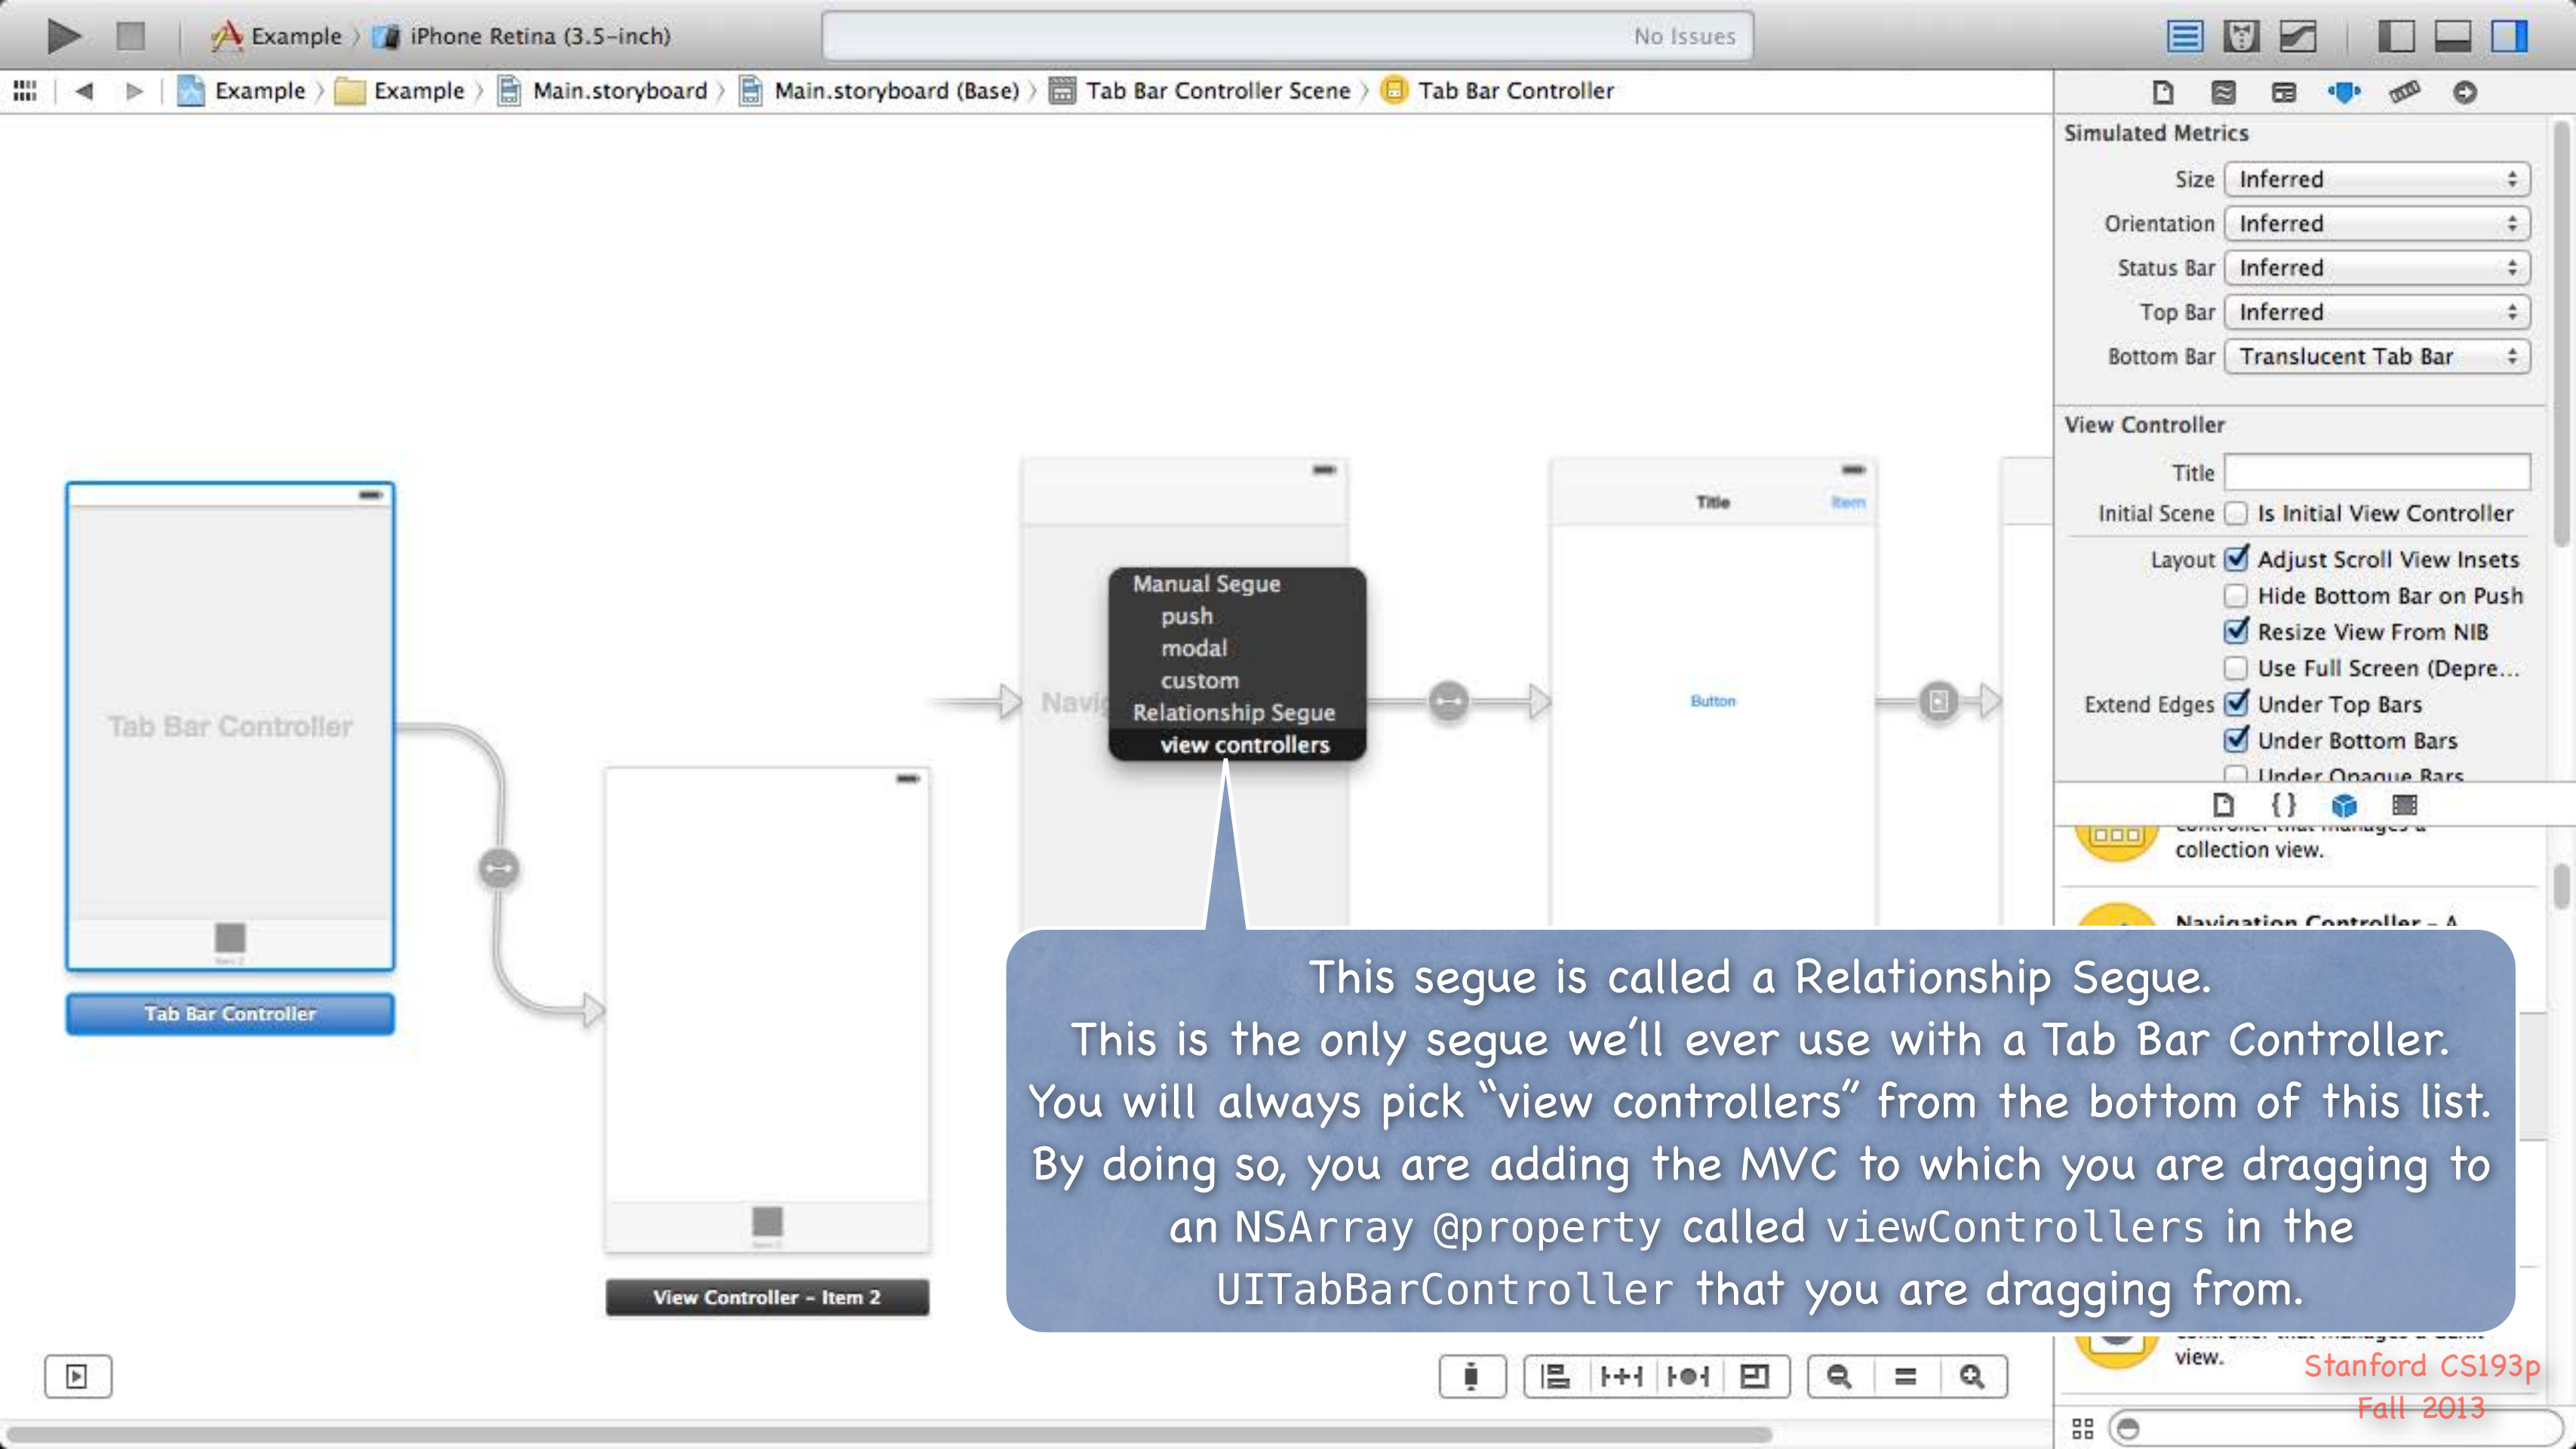 Example 〉 iPhone Retina (3.5-inch)
No Issues
Example 〉 Example 〉 Main.storyboard 〉 Main.storyboard (Base) 〉 Tab Bar Controller Scene 〉 Tab Bar Controller
Simulated Metrics
Size Inferred
Orientation Inferred
Status Bar Inferred
Top Bar Inferred
Bottom Bar Translucent Tab Bar
View Controller
Title
Initial Scene Is Initial View Controller
Layout Adjust Scroll View Insets
Hide Bottom Bar on Push
Resize View From NIB
Use Full Screen (Depre...
Extend Edges Under Top Bars
Under Bottom Bars
Under Opaque Bars
collection view.
Navigation Controller - A
view.
Tab Bar Controller
Tab Bar Controller
View Controller - Item 2
Title Item
Button
Manual Segue
push
modal
custom
Relationship Segue
view controllers
This segue is called a Relationship Segue.
This is the only segue we'll ever use with a Tab Bar Controller.
You will always pick “view controllers” from the bottom of this list.
By doing so, you are adding the MVC to which you are dragging to
an NSArray @property called viewControllers in the
UITabBarController that you are dragging from.
Stanford CS193p
Fall 2013